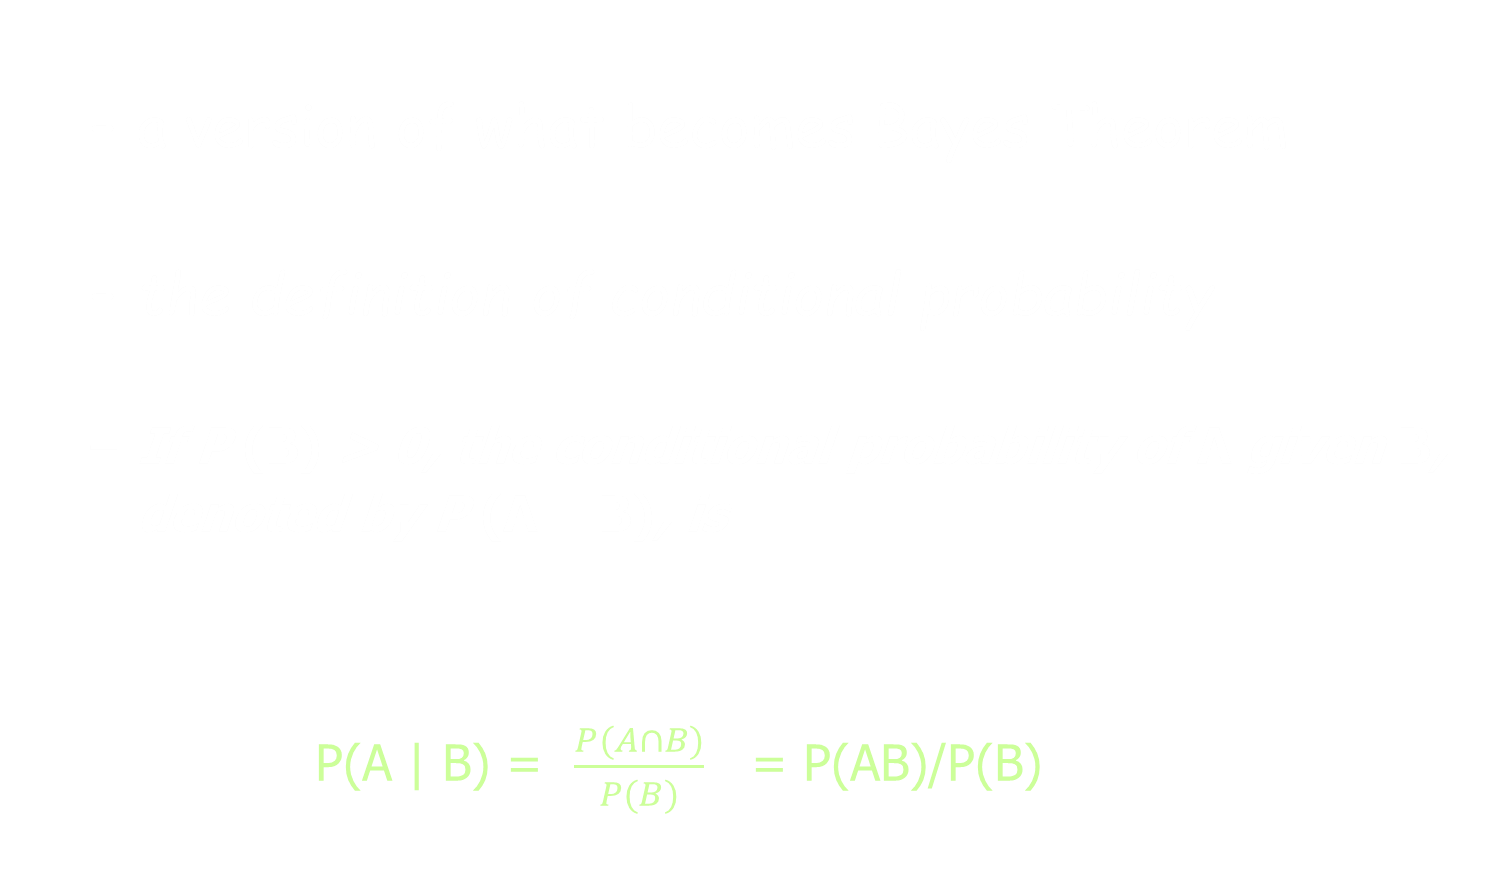 P(A | B) = P(A∩B)/P(B) = P(AB)/P(B)